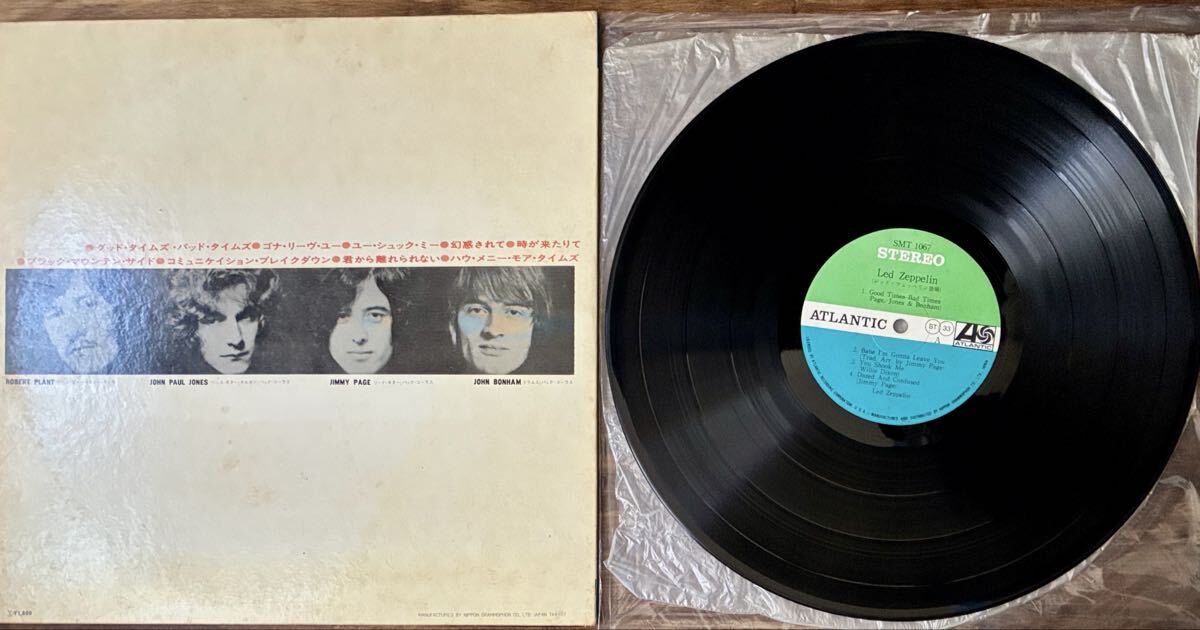 ●グッド・タイムズ・バッド・タイムズ●ゴナ・リーヴ・ユー●ユー・シュック・ミー●幻惑されて●時が来たりて
●ブラック・マウンテン・サイド●コミュニケイション・ブレイクダウン●君から離れられない●ハウ・メニー・モア・タイムズ
ROBERT PLANT
JOHN PAUL JONES
JIMMY PAGE
JOHN BONHAM
¥1,800
MANUFACTURED BY NIPPON GRAMMOPHON CO., LTD. JAPAN
SMT 1067
STEREO
Led Zeppelin
1. Good Times Bad Times
Page, Jones & Bonham)
ATLANTIC
BT
33
A
ATLANTIC
2. Babe I'm Gonna Leave You
(Trad. Arr. by Jimmy Page)
3. You Shook Me
Willie Dixon)
4. Dazed And Confused
(Jimmy Page)
Led Zeppelin